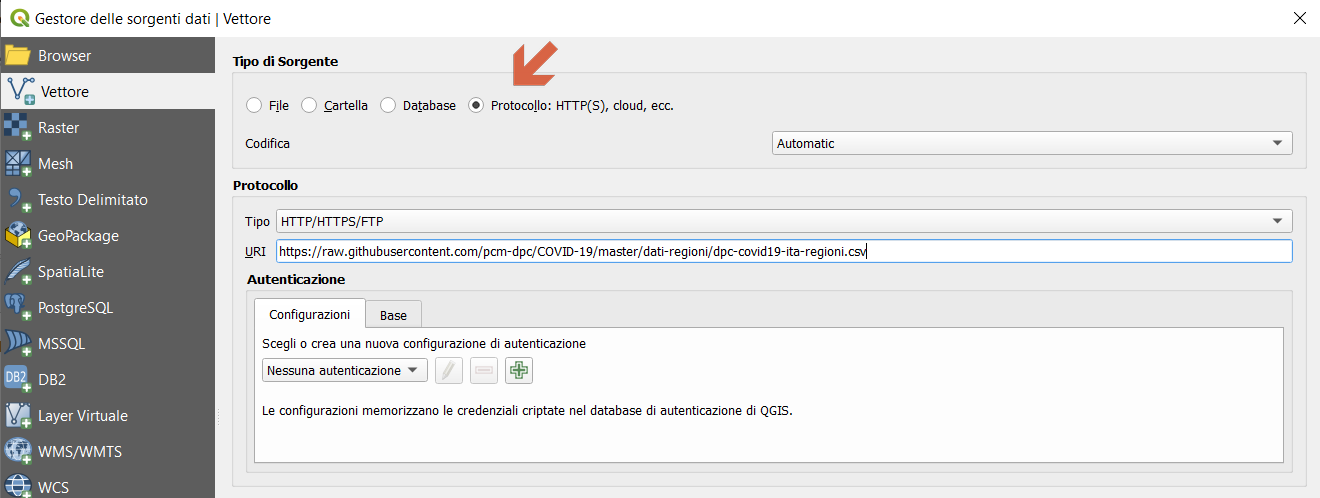 Gestore delle sorgenti dati | Vettore
Browser
Vettore
Raster
Mesh
Testo Delimitato
GeoPackage
SpatiaLite
PostgreSQL
MSSQL
DB2
DB2
Layer Virtuale
WMS/WMTS
WCS
Tipo di Sorgente
File Cartella Database Protocollo: HTTP(S), cloud, ecc.
Codifica Automatic
Protocollo
Tipo HTTP/HTTPS/FTP
URI https://raw.githubusercontent.com/pcm-dpc/COVID-19/master/dati-regioni/dpc-covid19-ita-regioni.csv
Autenticazione
Configurazioni Base
Scegli o crea una nuova configurazione di autenticazione
Nessuna autenticazione
Le configurazioni memorizzano le credenziali criptate nel database di autenticazione di QGIS.